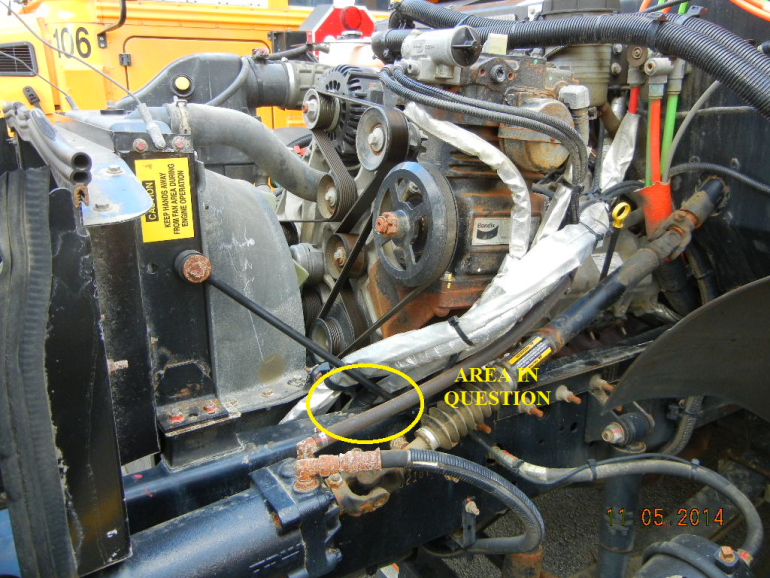 106
CAUTION
KEEP HANDS AWAY
FROM FAN AREA DURING
ENGINE OPERATION
Bendix
AREA IN
QUESTION
11 05 2014